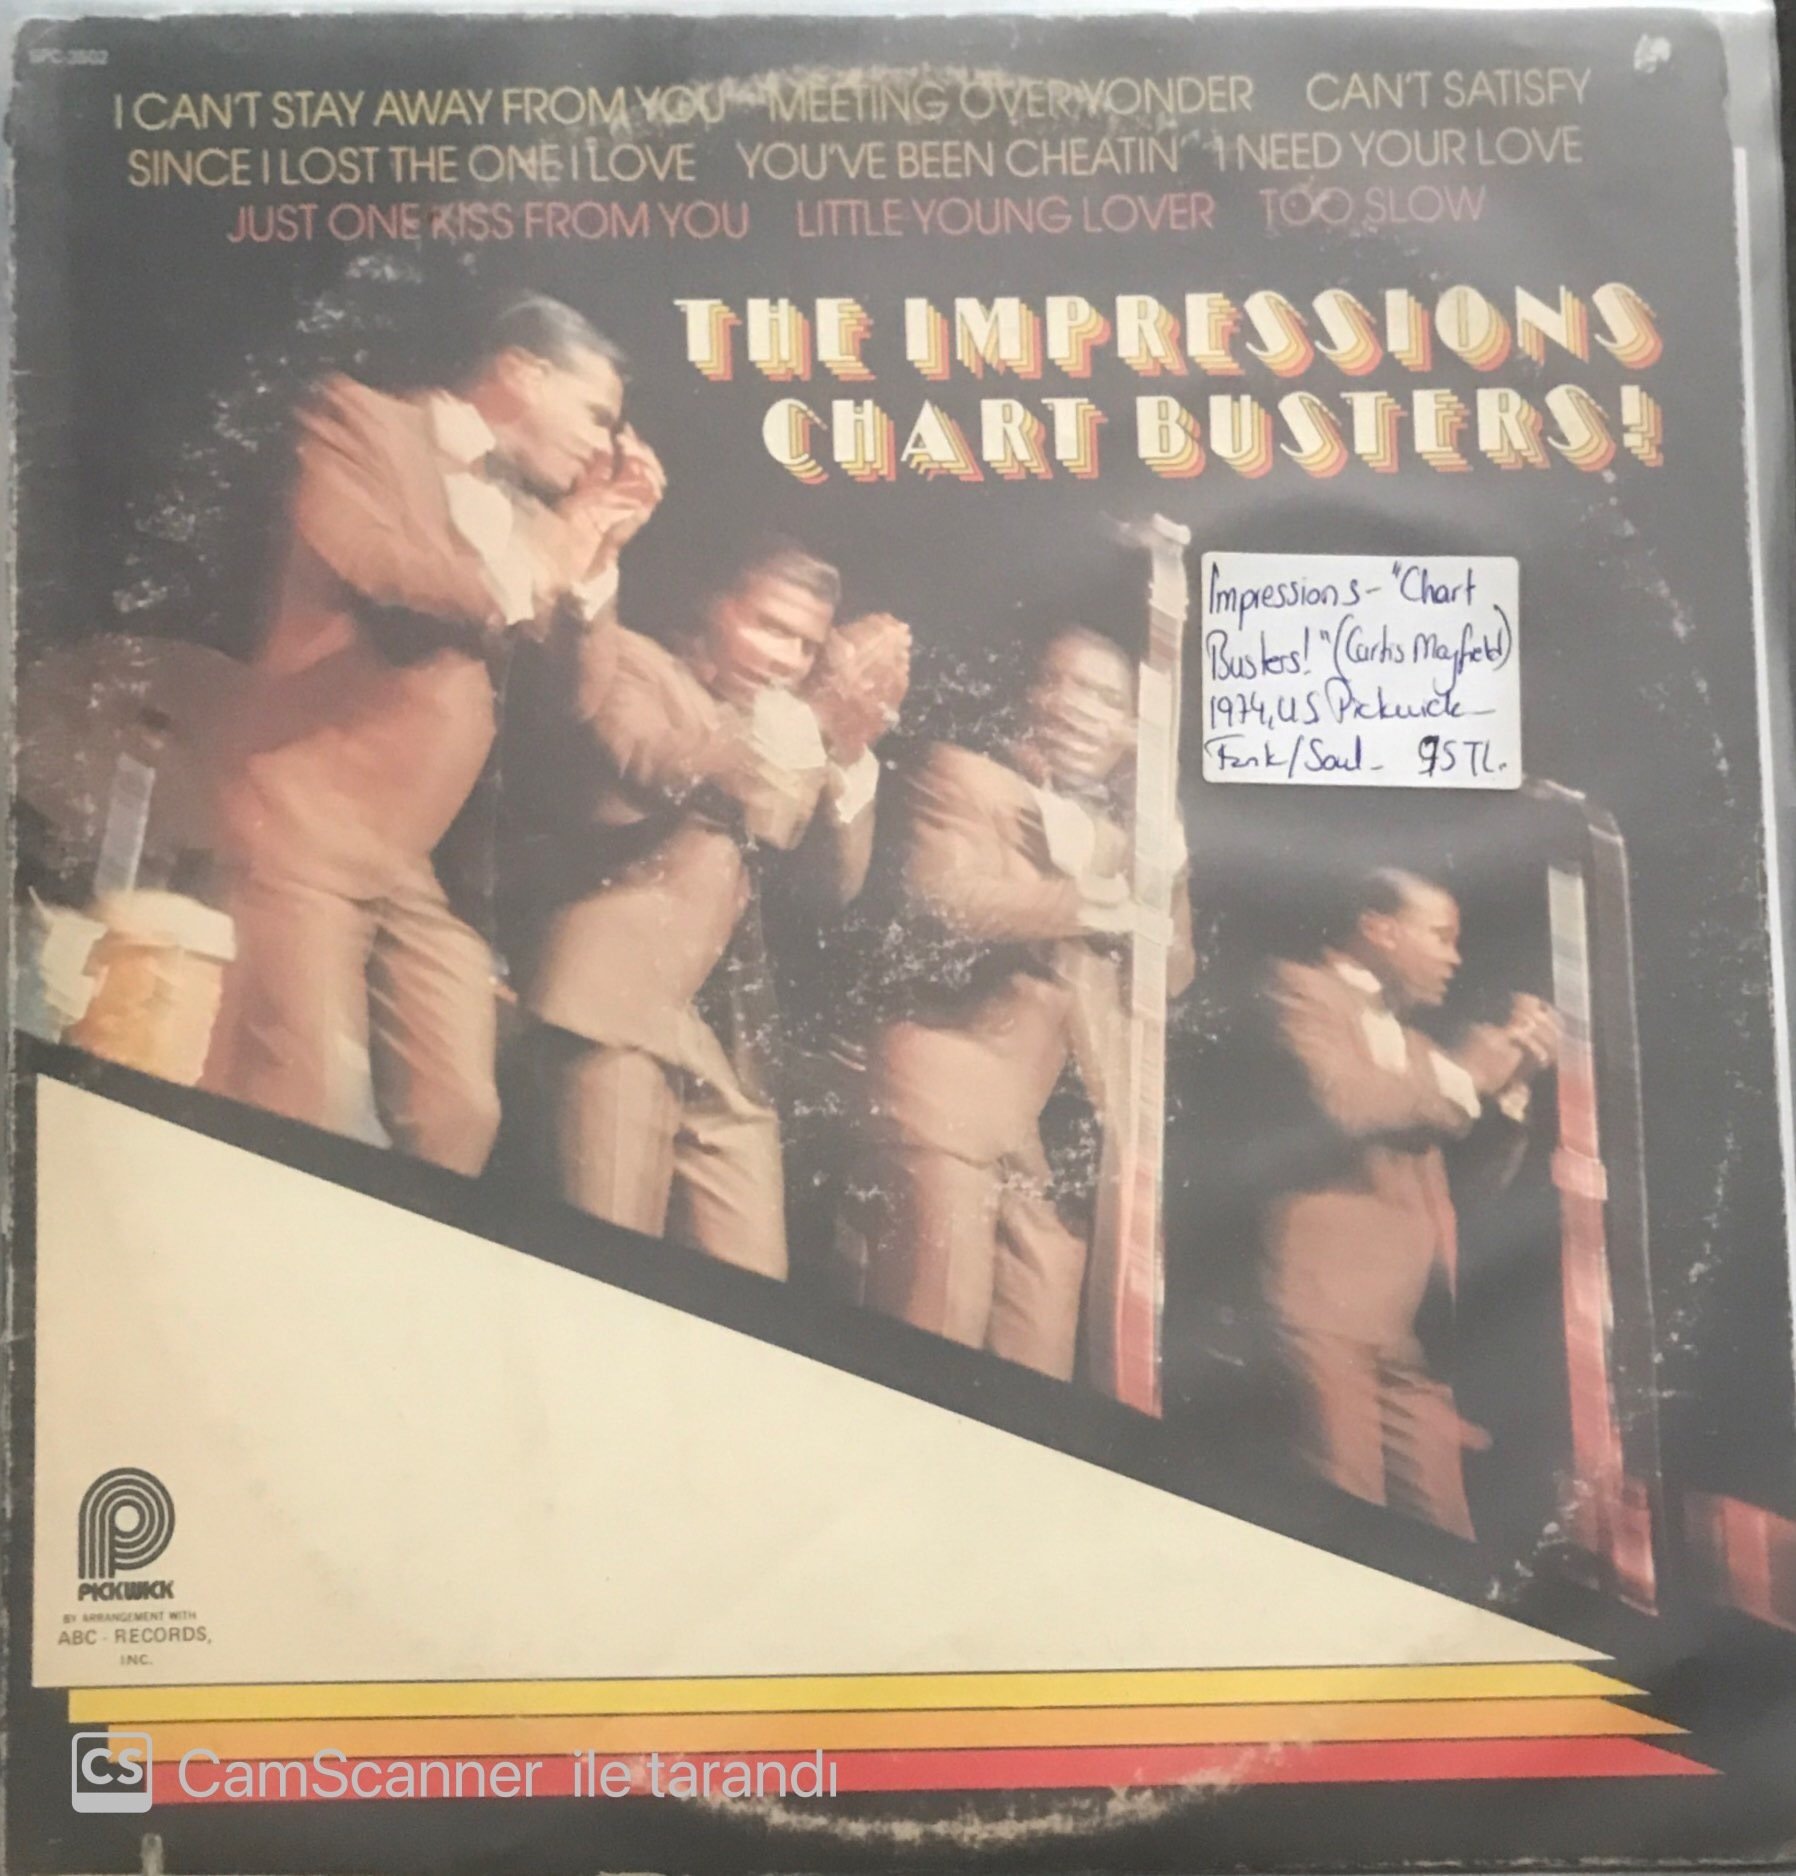 SPC-3502
I CAN'T STAY AWAY FROM YOU MEETING OVER YONDER CAN'T SATISFY
SINCE I LOST THE ONE I LOVE YOU'VE BEEN CHEATIN' I NEED YOUR LOVE
JUST ONE KISS FROM YOU LITTLE YOUNG LOVER TOO SLOW
THE IMPRESSIONS
CHART BUSTERS!
Impressions - "Chart
Busters!" (Curtis Mayfield)
1974, US Pickwick -
Funk/Soul - 95 TL.
PICKWICK
BY ARRANGEMENT WITH
ABC - RECORDS,
INC.
CS CamScanner ile tarandı